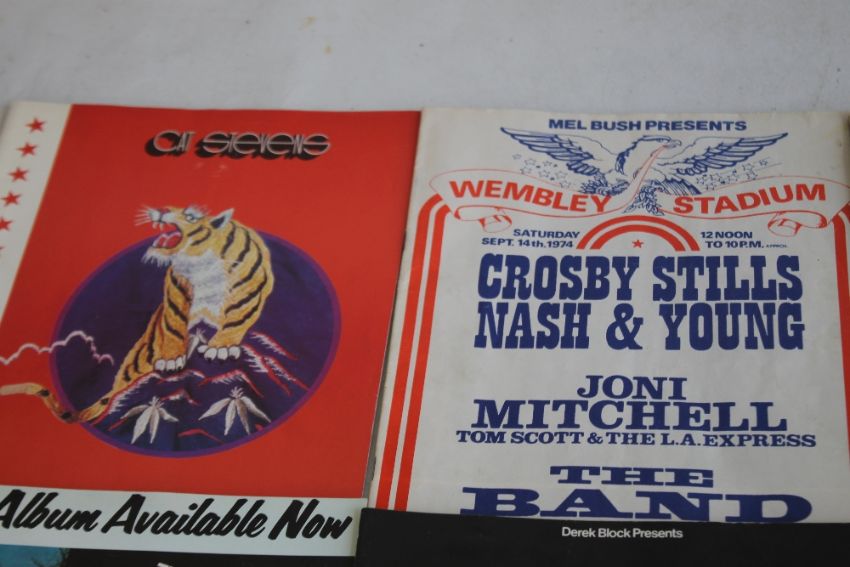 CAT STEVENS
Album Available Now
MEL BUSH PRESENTS
WEMBLEY STADIUM
SATURDAY
SEPT. 14th. 1974
12 NOON
TO 10 P.M. APPROX.
CROSBY STILLS
NASH & YOUNG
JONI
MITCHELL
TOM SCOTT & THE L.A. EXPRESS
THE
BAND
Derek Block Presents